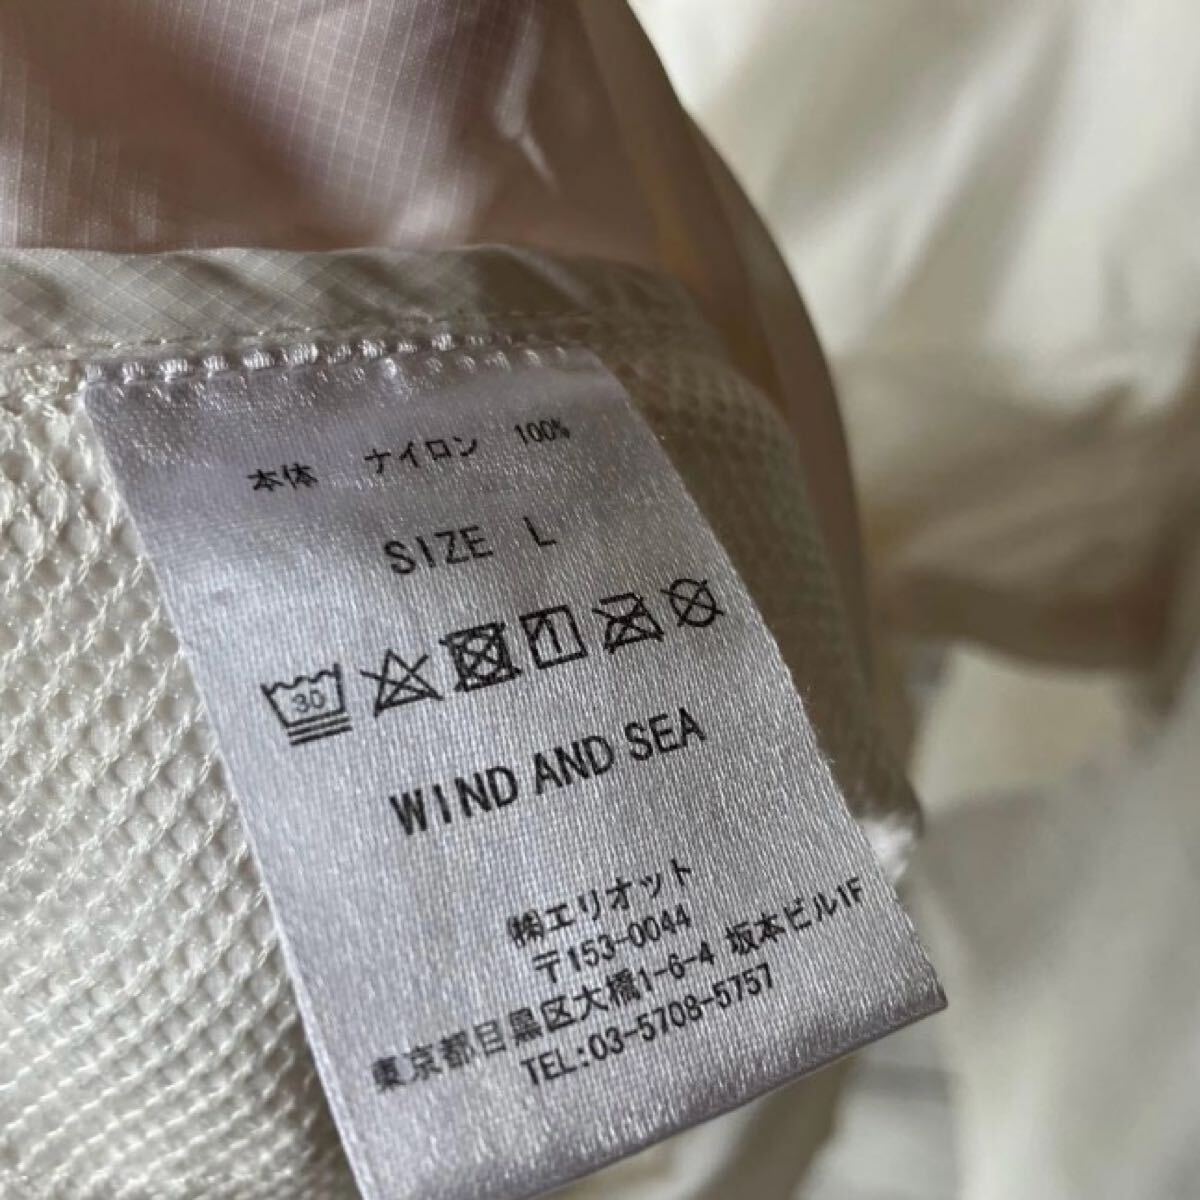 本体 ナイロン 100%
SIZE L
30
WIND AND SEA
㈱エリオット
〒153-0044
東京都目黒区大橋1-6-4 坂本ビル1F
TEL:03-5708-5757